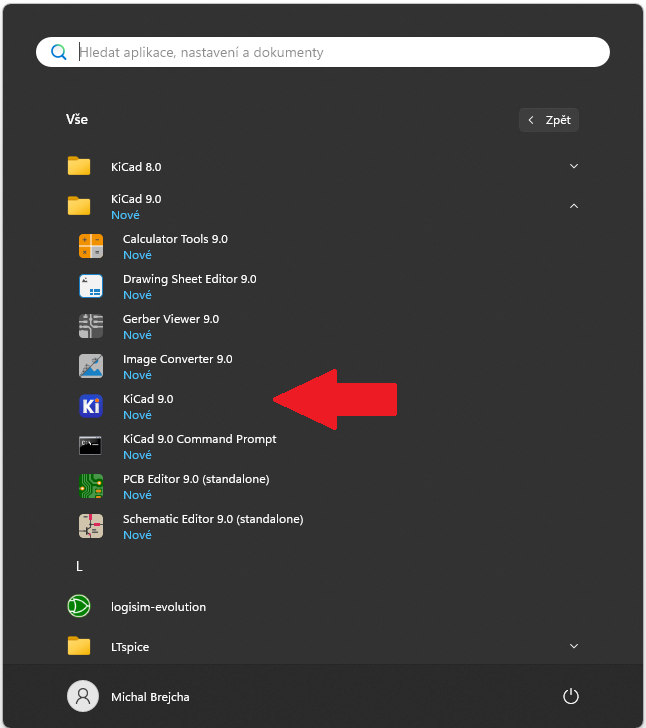 Hledat aplikace, nastavení a dokumenty
Vše
Zpět
KiCad 8.0
KiCad 9.0
Nové
Calculator Tools 9.0
Nové
Drawing Sheet Editor 9.0
Nové
Gerber Viewer 9.0
Nové
Image Converter 9.0
Nové
Ki
KiCad 9.0
Nové
KiCad 9.0 Command Prompt
Nové
PCB Editor 9.0 (standalone)
Nové
Schematic Editor 9.0 (standalone)
Nové
L
logisim-evolution
LTspice
Michal Brejcha